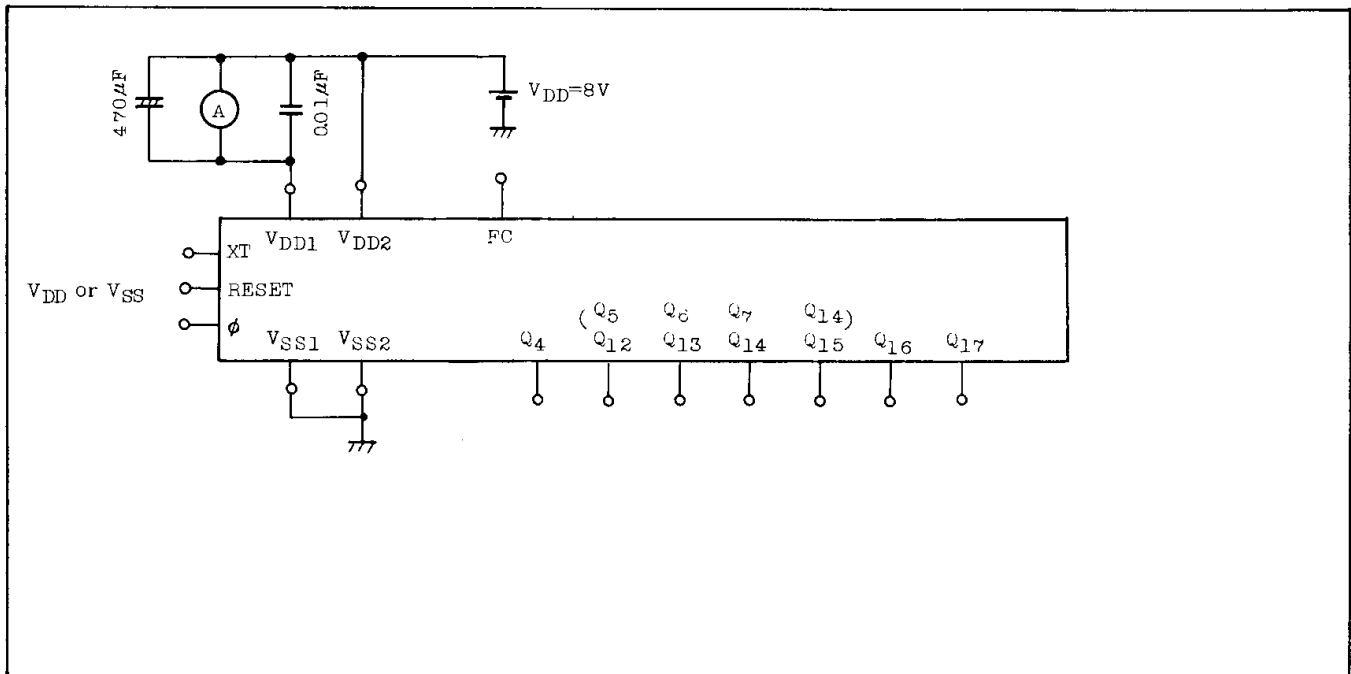 470μF
A
0.01μF
VDD=8V
VDD1 VDD2 FC
XT
RESET
φ
VDD or VSS
VSS1 VSS2
(Q5 Q6 Q7 Q14)
Q4 Q12 Q13 Q14 Q15 Q16 Q17